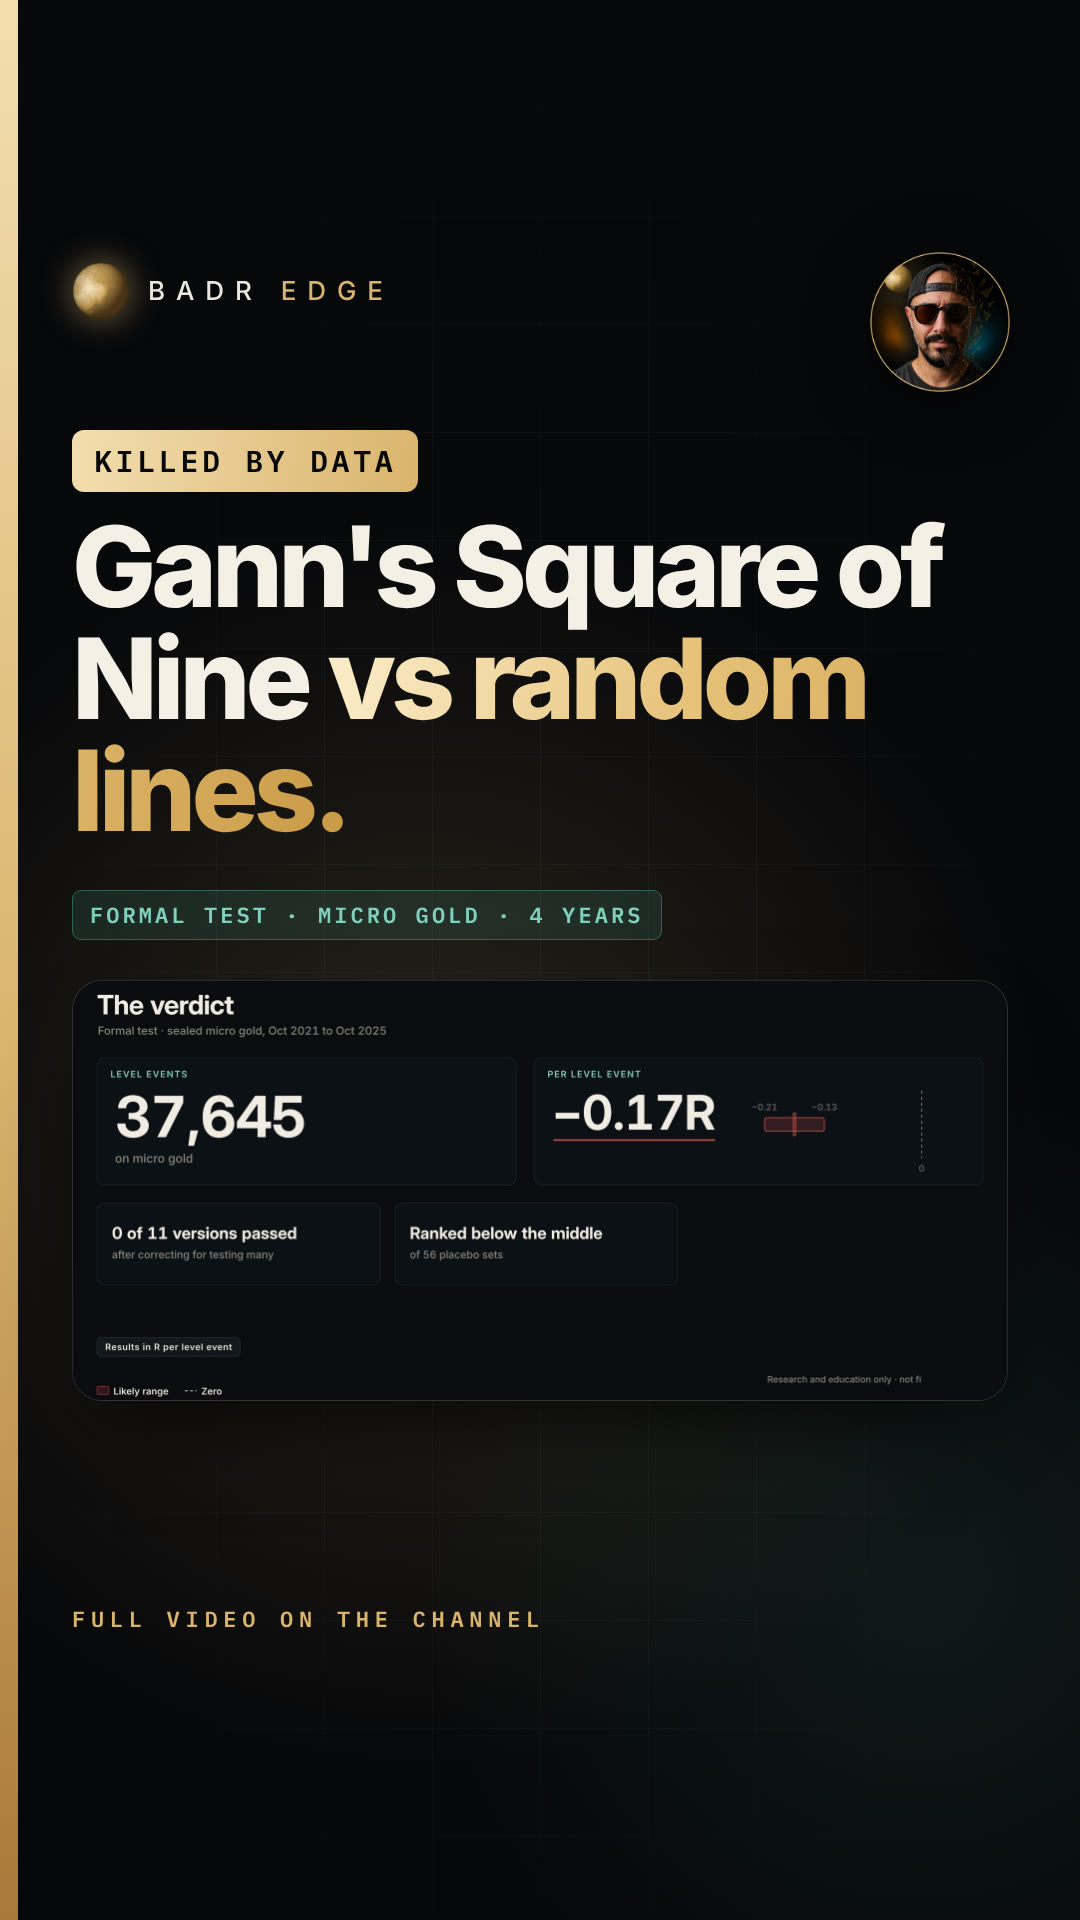 BADR EDGE
KILLED BY DATA
Gann's Square of
Nine vs random
lines.
FORMAL TEST · MICRO GOLD · 4 YEARS
The verdict
Formal test · sealed micro gold, Oct 2021 to Oct 2025
LEVEL EVENTS
37,645
on micro gold
PER LEVEL EVENT
−0.17R
−0.21
−0.13
0
0 of 11 versions passed
after correcting for testing many
Ranked below the middle
of 56 placebo sets
Results in R per level event
Research and education only · not fi
Likely range
Zero
FULL VIDEO ON THE CHANNEL